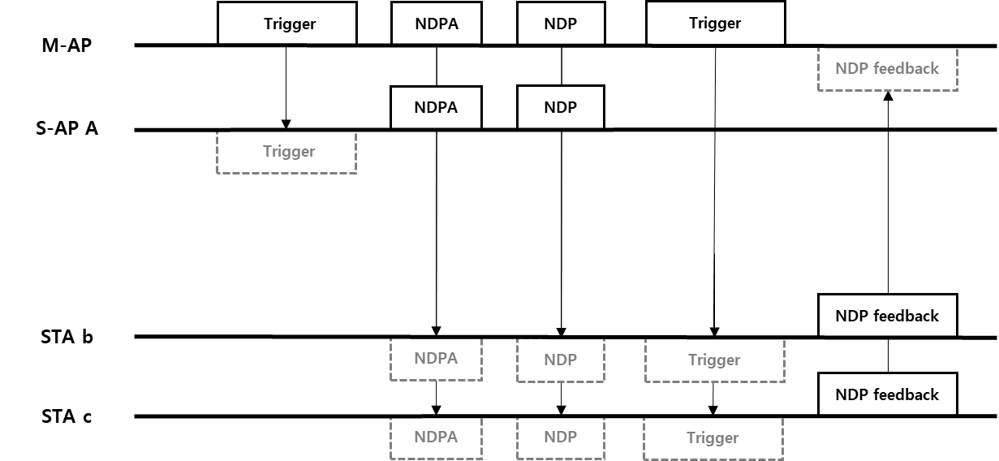 Trigger NDPA NDP Trigger
M-AP
NDP feedback
NDPA NDP
S-AP A
Trigger
NDP feedback
STA b
NDPA NDP Trigger
NDP feedback
STA c
NDPA NDP Trigger